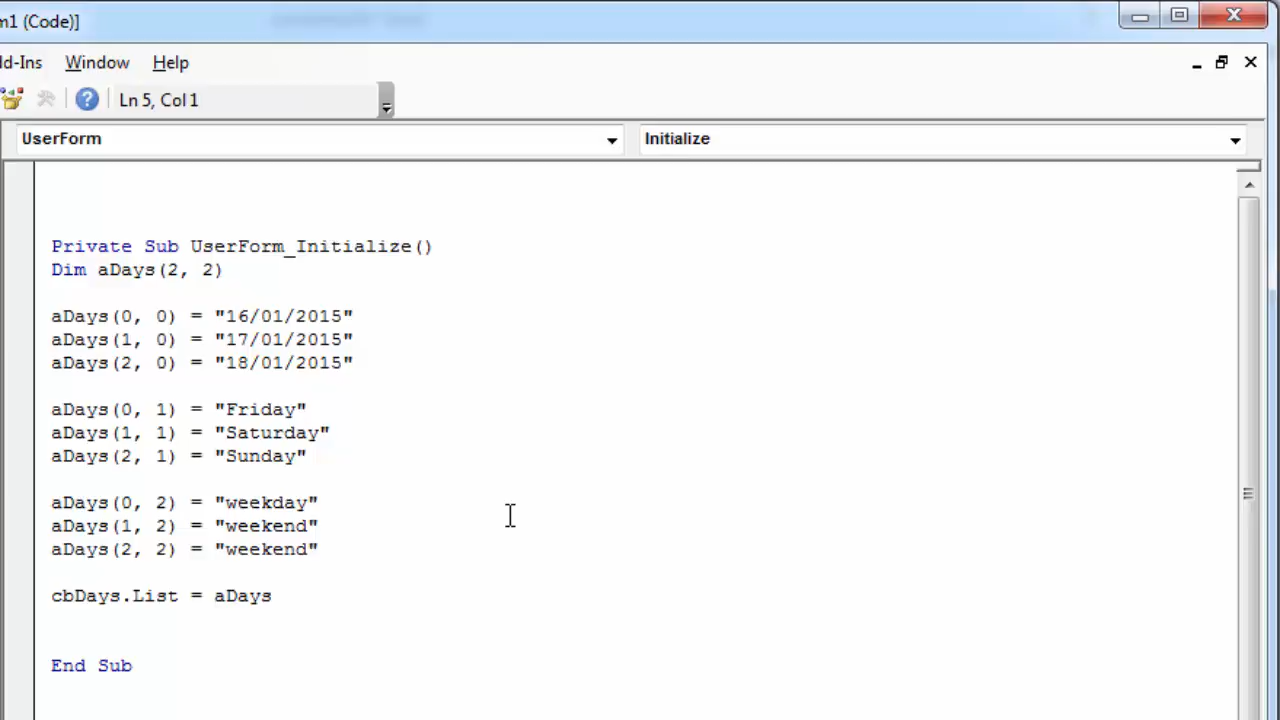 m1 (Code)]
ld-Ins Window Help
Ln 5, Col 1
UserForm Initialize
Private Sub UserForm_Initialize()
Dim aDays(2, 2)
aDays(0, 0) = "16/01/2015"
aDays(1, 0) = "17/01/2015"
aDays(2, 0) = "18/01/2015"
aDays(0, 1) = "Friday"
aDays(1, 1) = "Saturday"
aDays(2, 1) = "Sunday"
aDays(0, 2) = "weekday"
aDays(1, 2) = "weekend"
aDays(2, 2) = "weekend"
cbDays.List = aDays
End Sub